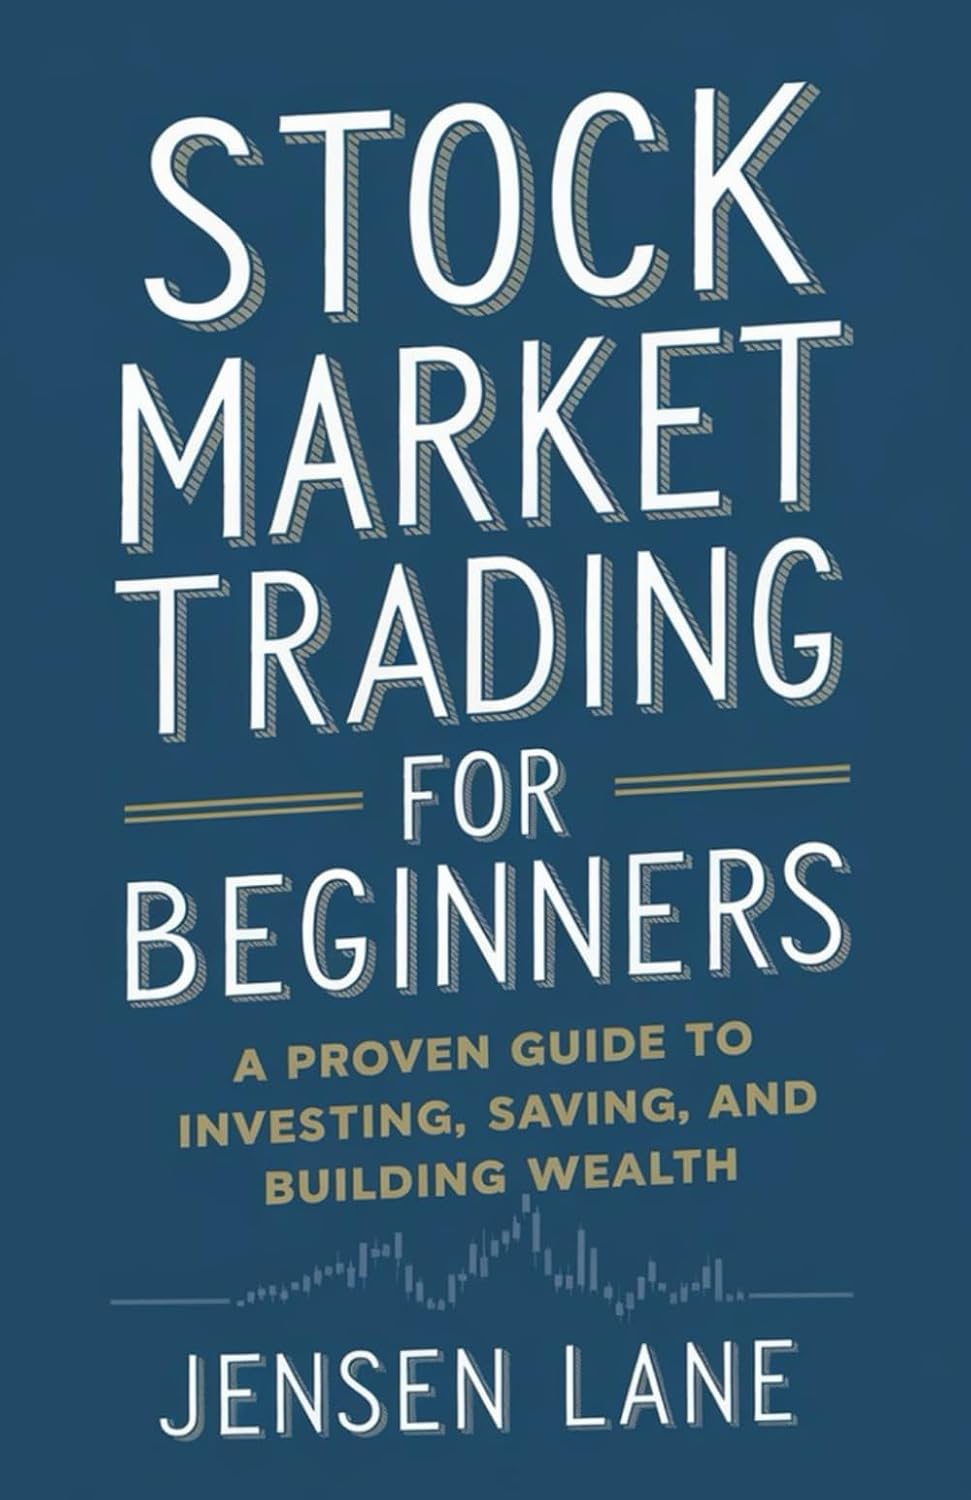 STOCK
MARKET
TRADING
FOR
BEGINNERS
A PROVEN GUIDE TO
INVESTING, SAVING, AND
BUILDING WEALTH
JENSEN LANE